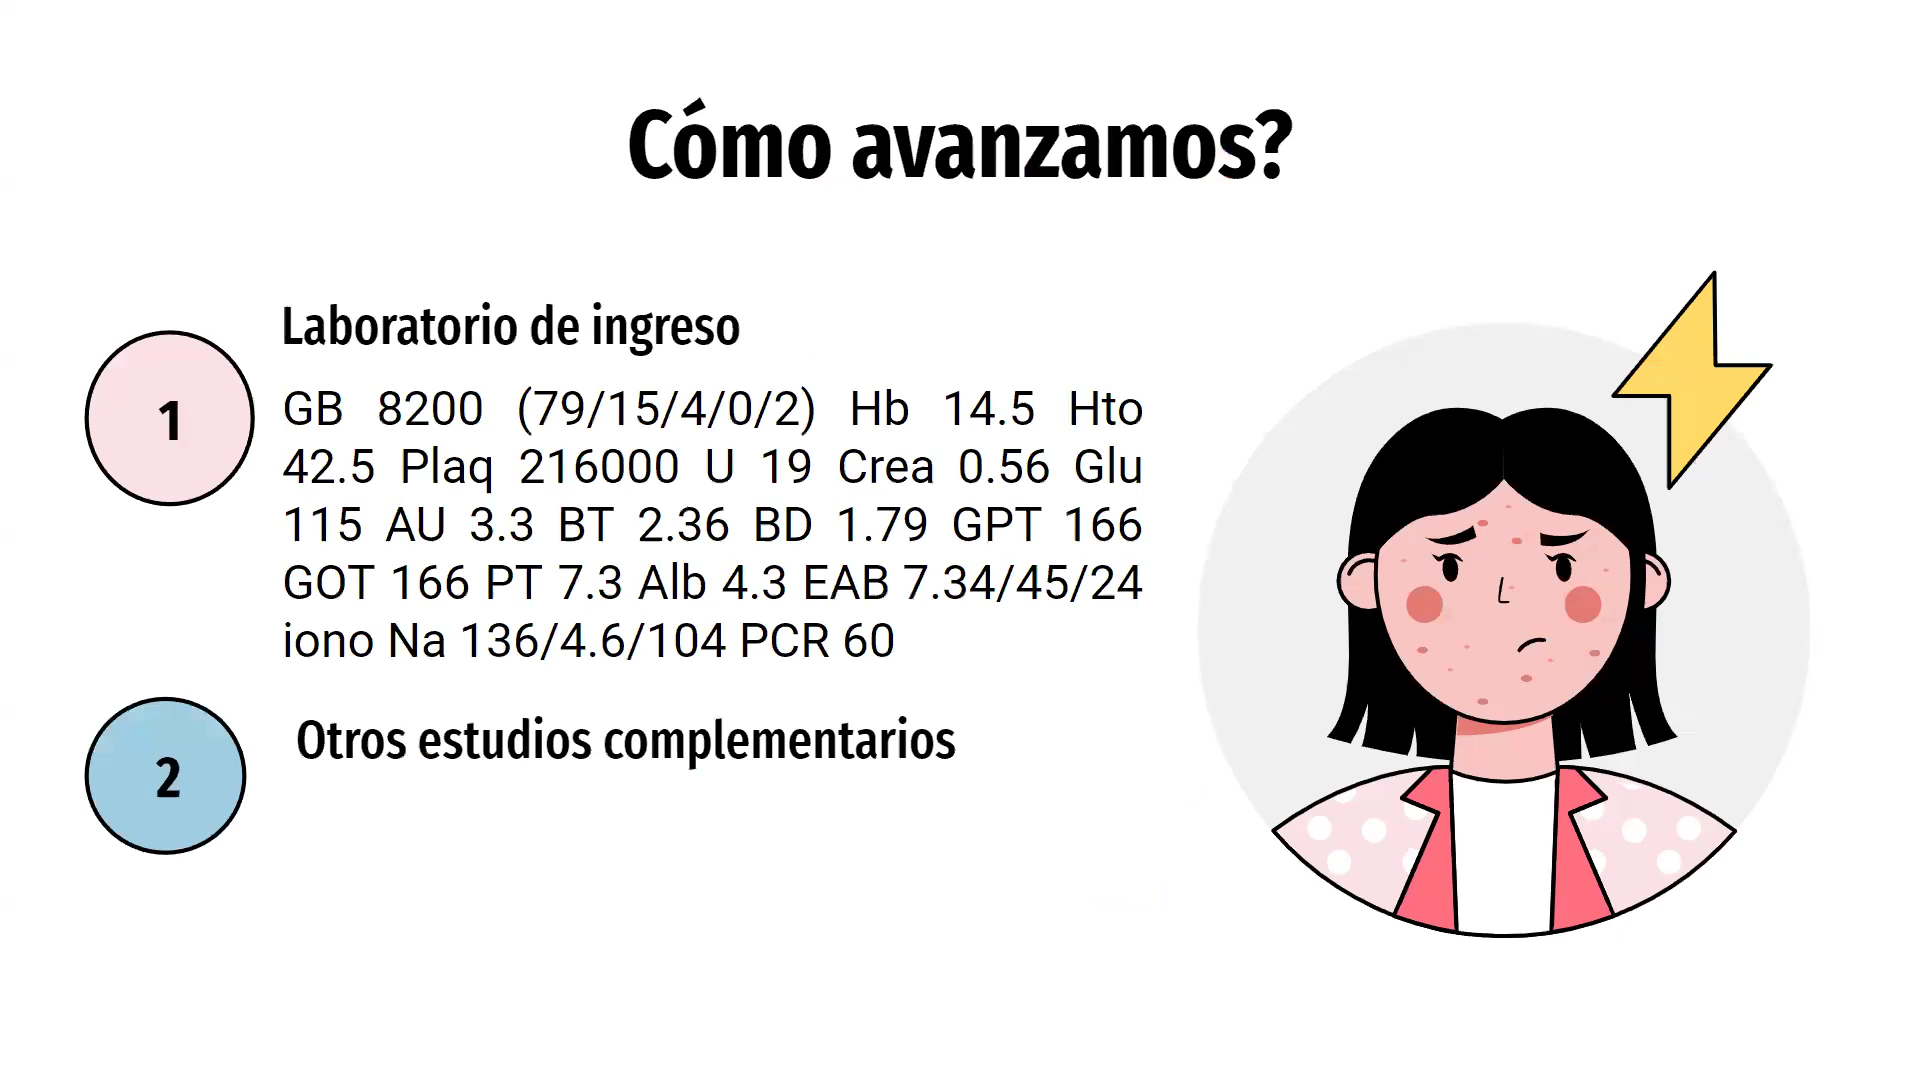 Cómo avanzamos?
1
Laboratorio de ingreso
GB 8200 (79/15/4/0/2) Hb 14.5 Hto
42.5 Plaq 216000 U 19 Crea 0.56 Glu
115 AU 3.3 BT 2.36 BD 1.79 GPT 166
GOT 166 PT 7.3 Alb 4.3 EAB 7.34/45/24
iono Na 136/4.6/104 PCR 60
2
Otros estudios complementarios